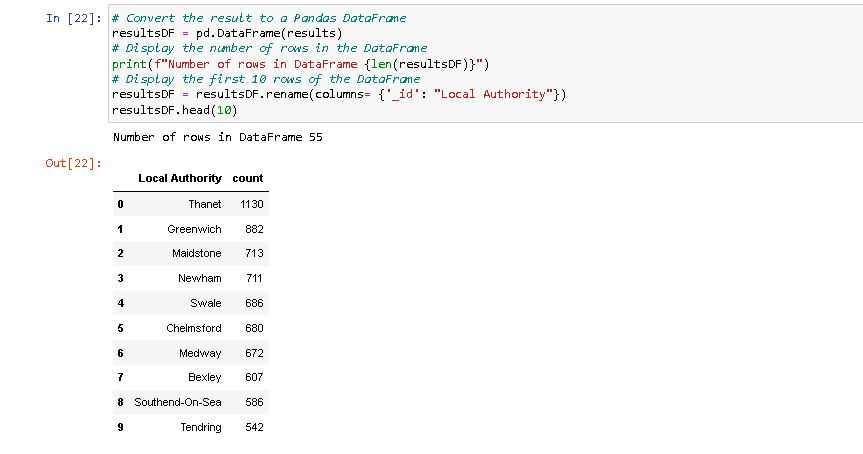 In [22]: # Convert the result to a Pandas DataFrame
resultsDF = pd.DataFrame(results)
# Display the number of rows in the DataFrame
print(f"Number of rows in DataFrame {len(resultsDF)}")
# Display the first 10 rows of the DataFrame
resultsDF = resultsDF.rename(columns= {'_id': "Local Authority"})
resultsDF.head(10)
Number of rows in DataFrame 55
Out[22]:
Local Authority count
0 Thanet 1130
1 Greenwich 882
2 Maidstone 713
3 Newham 711
4 Swale 686
5 Chelmsford 680
6 Medway 672
7 Bexley 607
8 Southend-On-Sea 586
9 Tendring 542